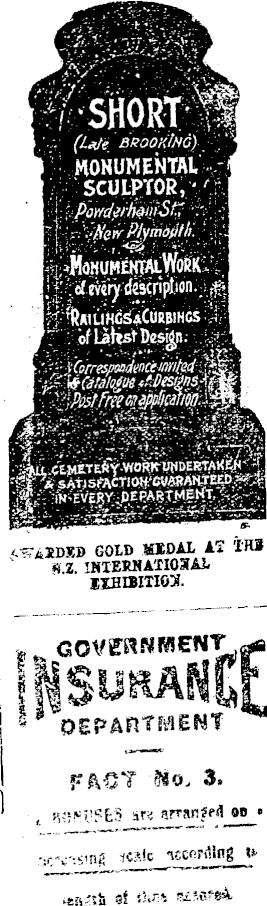 SHORT
(Late BROOKING)
MONUMENTAL
SCULPTOR,
Powderham St.,
New Plymouth.
MONUMENTAL WORK
of every description.
RAILINGS & CURBINGS
of Latest Design.
Correspondence invited
& Catalogue of Designs
Post Free on application
ALL CEMETERY WORK UNDERTAKEN
& SATISFACTION GUARANTEED
IN EVERY DEPARTMENT
AWARDED GOLD MEDAL AT THE
N.Z. INTERNATIONAL
EXHIBITION.
GOVERNMENT
INSURANCE
DEPARTMENT
FACT No. 3.
BONUSES are arranged on
increasing scale according
length of time